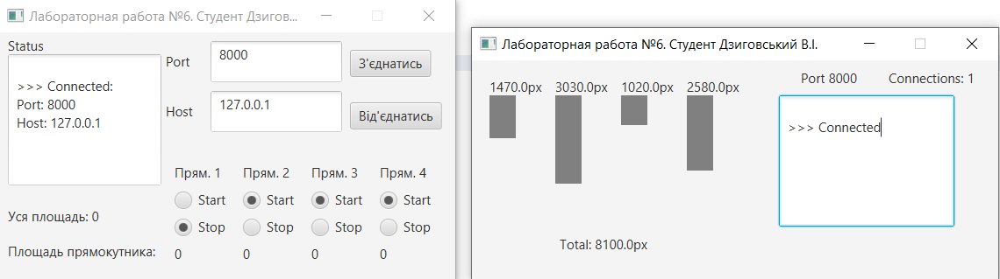 Лабораторная работа №6. Студент Дзигов...
Status
>>> Connected:
Port: 8000
Host: 127.0.0.1
Port
8000
З'єднатись
Host
127.0.0.1
Від'єднатись
Прям. 1 Прям. 2 Прям. 3 Прям. 4
Start Start Start Start
Stop Stop Stop Stop
Уся площадь: 0
Площадь прямокутника:
0 0 0 0
Лабораторная работа №6. Студент Дзиговський В.І.
1470.0px 3030.0px 1020.0px 2580.0px
Port 8000 Connections: 1
>>> Connected
Total: 8100.0px